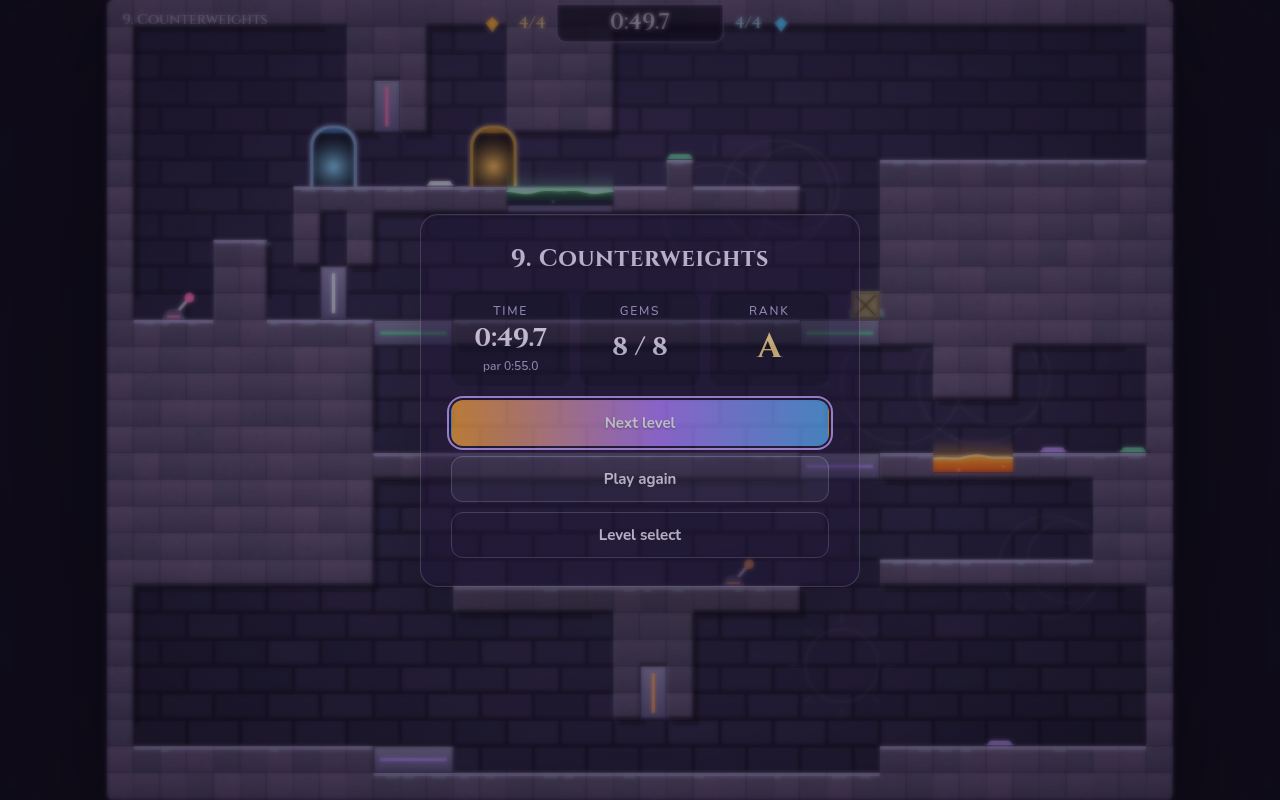 9. Counterweights
4/4
0:49.7
4/4
9. Counterweights
TIME
0:49.7
par 0:55.0
GEMS
8 / 8
RANK
A
Next level
Play again
Level select